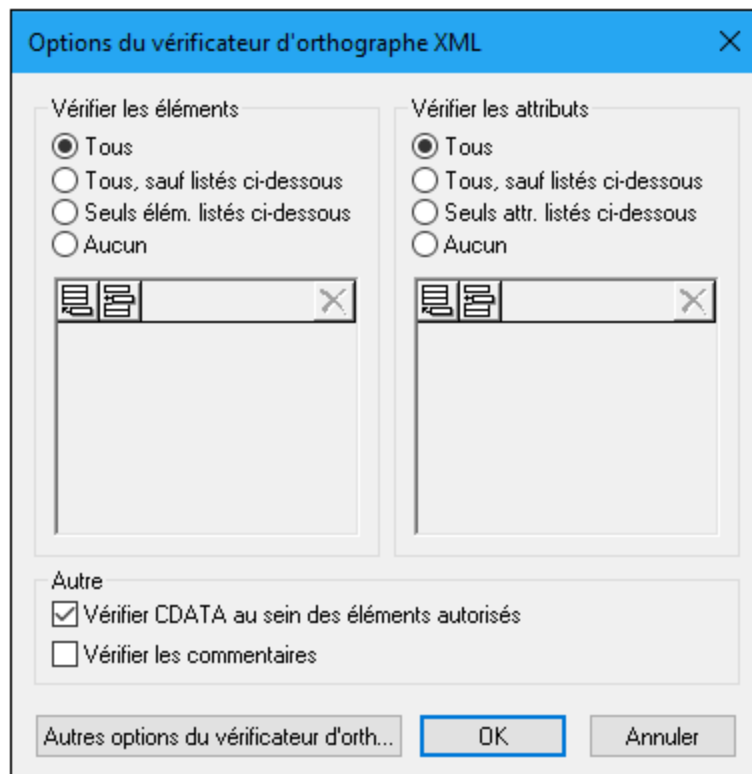 Options du vérificateur d'orthographe XML
Vérifier les éléments
Tous
Tous, sauf listés ci-dessous
Seuls élém. listés ci-dessous
Aucun
Vérifier les attributs
Tous
Tous, sauf listés ci-dessous
Seuls attr. listés ci-dessous
Aucun
Autre
Vérifier CDATA au sein des éléments autorisés
Vérifier les commentaires
Autres options du vérificateur d'orth...
OK
Annuler